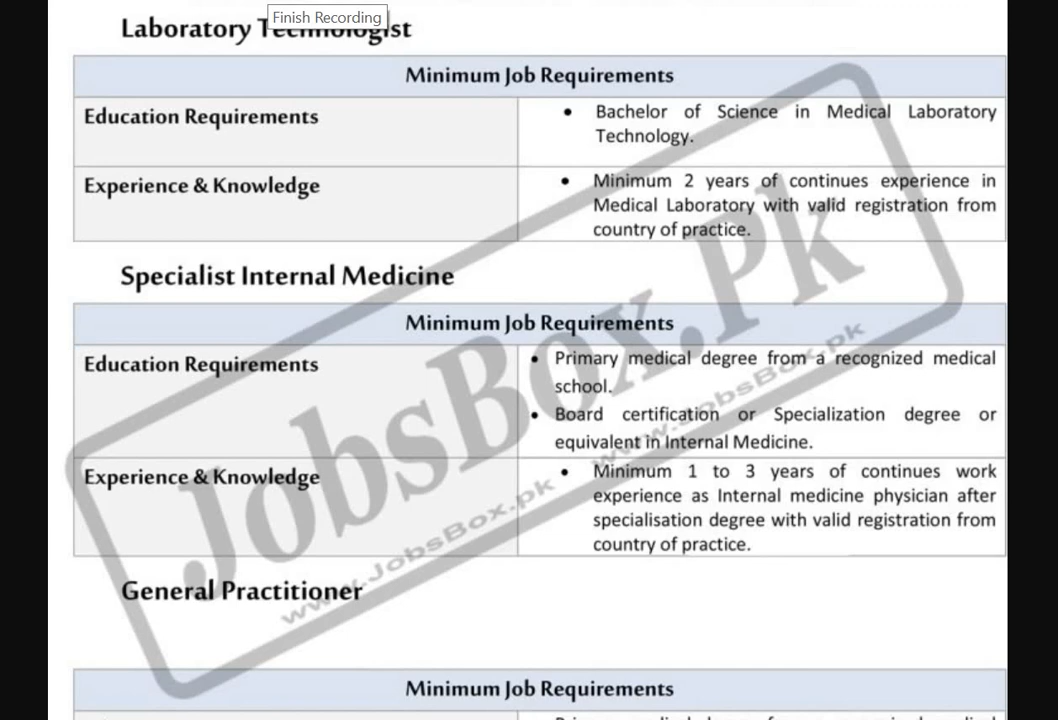 Finish Recording
Laboratory Technologist
Minimum Job Requirements
Education Requirements
• Bachelor of Science in Medical Laboratory
Technology.
Experience & Knowledge
• Minimum 2 years of continues experience in
Medical Laboratory with valid registration from
country of practice.
Specialist Internal Medicine
Minimum Job Requirements
Education Requirements
• Primary medical degree from a recognized medical
school.
• Board certification or Specialization degree or
equivalent in Internal Medicine.
Experience & Knowledge
• Minimum 1 to 3 years of continues work
experience as Internal medicine physician after
specialisation degree with valid registration from
country of practice.
General Practitioner
Minimum Job Requirements
JobsBox.Pk
www.JobsBox.pk
www.JobsBox.pk